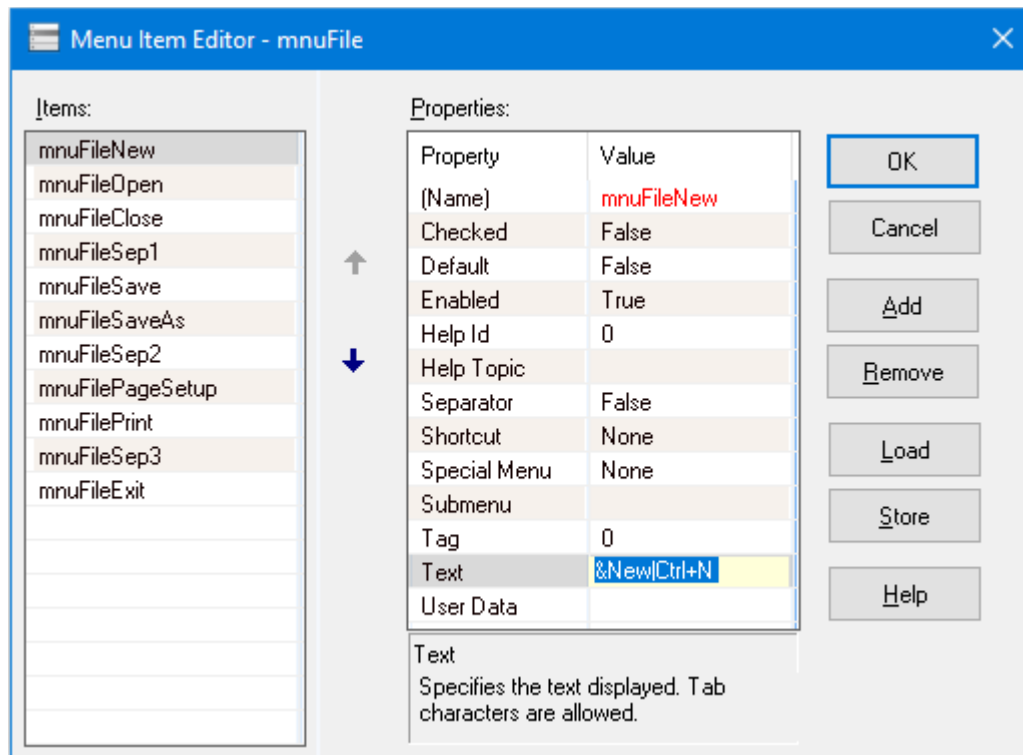 Menu Item Editor - mnuFile
Items:
mnuFileNew
mnuFileOpen
mnuFileClose
mnuFileSep1
mnuFileSave
mnuFileSaveAs
mnuFileSep2
mnuFilePageSetup
mnuFilePrint
mnuFileSep3
mnuFileExit
Properties:
Property Value
(Name) mnuFileNew
Checked False
Default False
Enabled True
Help Id 0
Help Topic
Separator False
Shortcut None
Special Menu None
Submenu
Tag 0
Text &New|Ctrl+N
User Data
Text
Specifies the text displayed. Tab
characters are allowed.
OK
Cancel
Add
Remove
Load
Store
Help